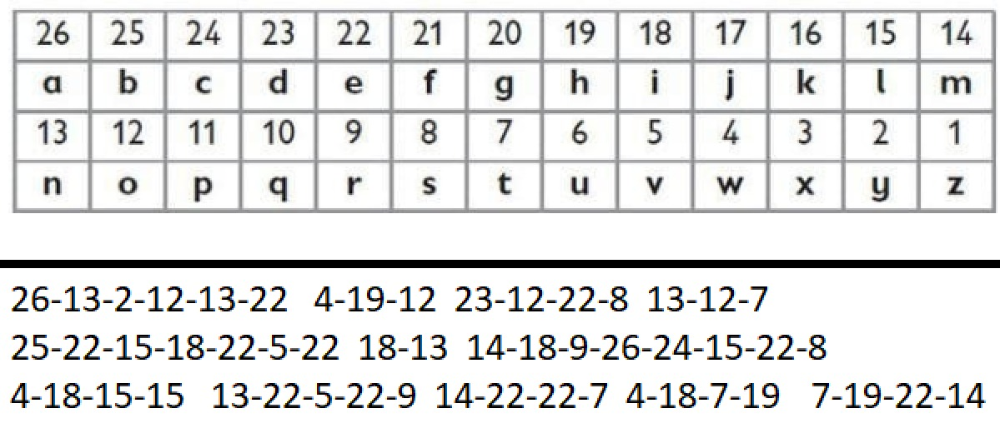 26 25 24 23 22 21 20 19 18 17 16 15 14
a b c d e f g h i j k l m
13 12 11 10 9 8 7 6 5 4 3 2 1
n o p q r s t u v w x y z
26-13-2-12-13-22 4-19-12 23-12-22-8 13-12-7
25-22-15-18-22-5-22 18-13 14-18-9-26-24-15-22-8
4-18-15-15 13-22-5-22-9 14-22-22-7 4-18-7-19 7-19-22-14